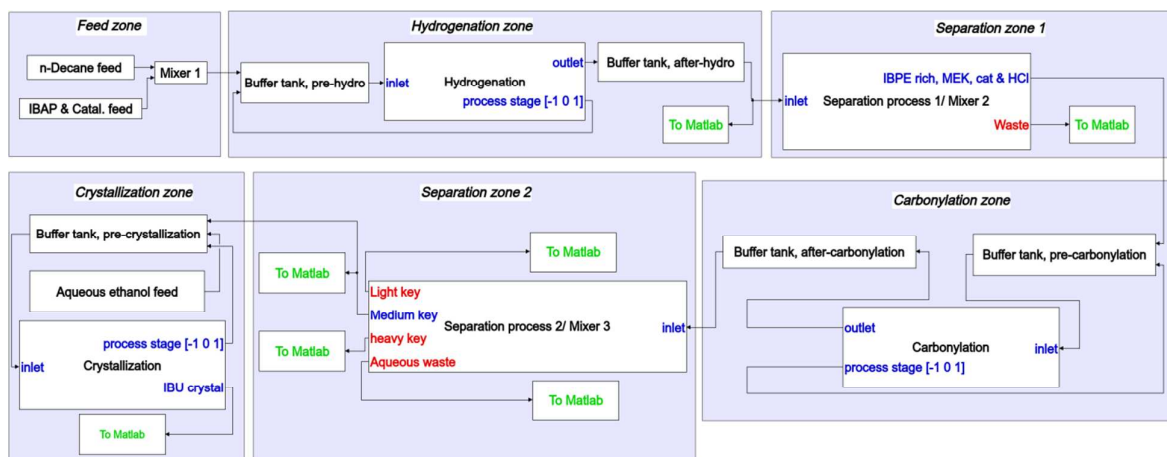 Feed zone
n-Decane feed
Mixer 1
IBAP & Catal. feed
Hydrogenation zone
Buffer tank, pre-hydro
inlet
outlet
Hydrogenation
process stage [-1 0 1]
Buffer tank, after-hydro
To Matlab
Separation zone 1
IBPE rich, MEK, cat & HCl
inlet
Separation process 1/ Mixer 2
Waste
To Matlab
Crystallization zone
Buffer tank, pre-crystallization
Aqueous ethanol feed
process stage [-1 0 1]
inlet
Crystallization
IBU crystal
To Matlab
Separation zone 2
To Matlab
To Matlab
Light key
Medium key
Separation process 2/ Mixer 3
inlet
heavy key
To Matlab
Aqueous waste
To Matlab
Carbonylation zone
Buffer tank, after-carbonylation
Buffer tank, pre-carbonylation
outlet
Carbonylation
inlet
process stage [-1 0 1]